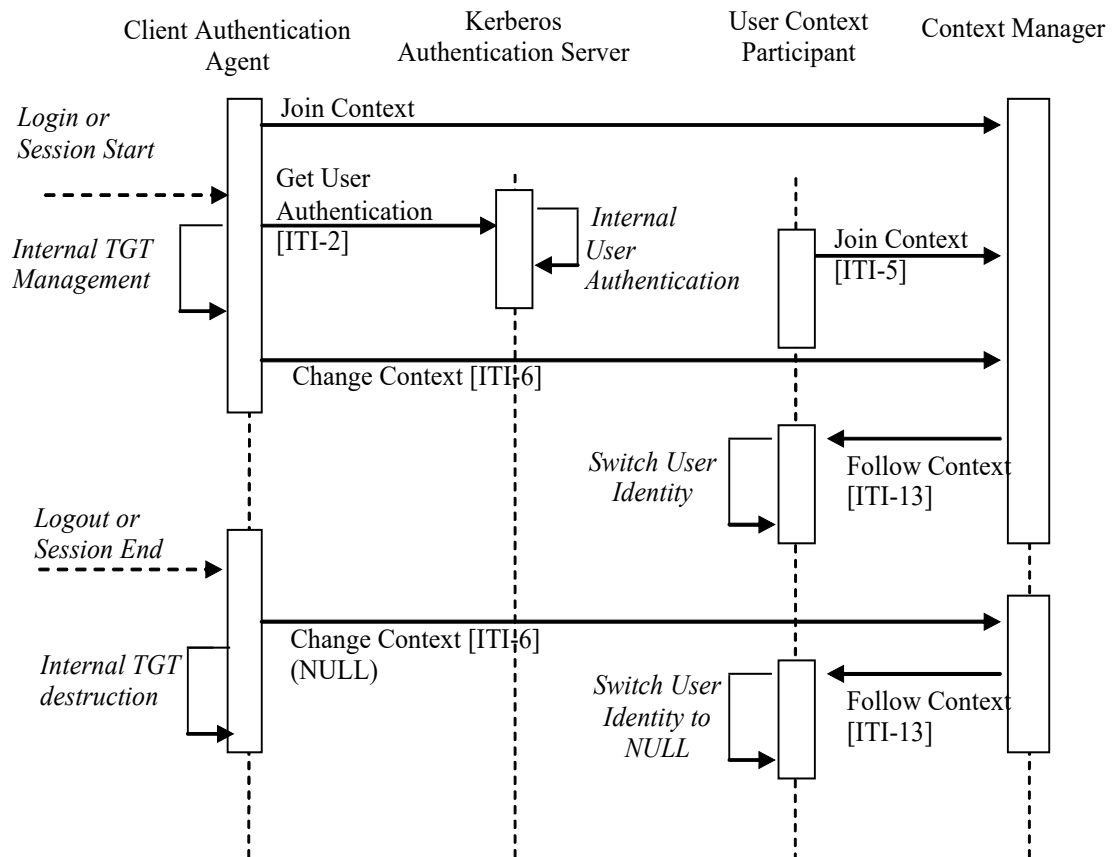 Client Authentication
Agent
Kerberos
Authentication Server
User Context
Participant
Context Manager
Login or
Session Start
Join Context
Get User
Authentication
[ITI-2]
Internal
User
Authentication
Join Context
[ITI-5]
Internal TGT
Management
Change Context [ITI-6]
Switch User
Identity
Follow Context
[ITI-13]
Logout or
Session End
Change Context [ITI-6]
(NULL)
Internal TGT
destruction
Switch User
Identity to
NULL
Follow Context
[ITI-13]